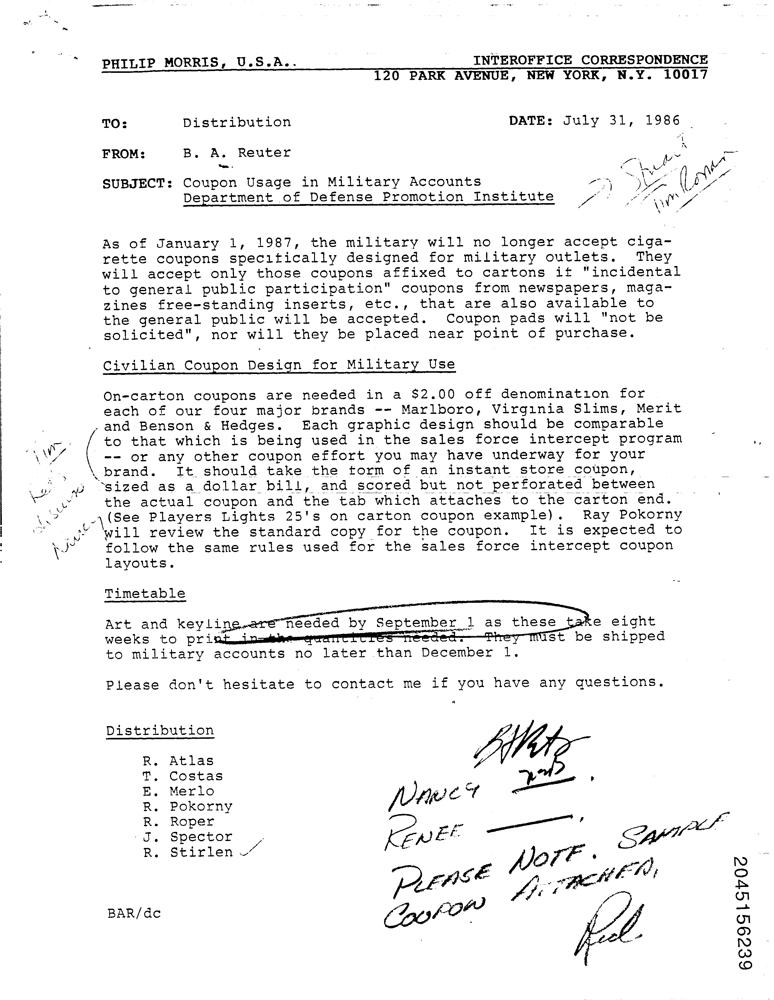 PHILIP MORRIS, U.S.A..
INTEROFFICE CORRESPONDENCE
120 PARK AVENUE, NEW YORK, N.Y. 10017
TO: Distribution
DATE: July 31, 1986
FROM: B. A. Reuter
Stuart
Tim Roman
SUBJECT: Coupon Usage in Military Accounts
Department of Defense Promotion Institute
As of January 1, 1987, the military will no longer accept ciga-
rette coupons specifically designed for military outlets. They
will accept only those coupons affixed to cartons if "incidental
to general public participation" coupons from newspapers, maga-
zines free-standing inserts, etc., that are also available to
the general public will be accepted. Coupon pads will "not be
solicited", nor will they be placed near point of purchase.
Civilian Coupon Design for Military Use
On-carton coupons are needed in a $2.00 off denomination for
each of our four major brands -- Marlboro, Virginia Slims, Merit
and Benson & Hedges. Each graphic design should be comparable
to that which is being used in the sales force intercept program
-- or any other coupon effort you may have underway for your
brand. It should take the form of an instant store coupon,
sized as a dollar bill, and scored but not perforated between
the actual coupon and the tab which attaches to the carton end.
(See Players Lights 25's on carton coupon example). Ray Pokorny
will review the standard copy for the coupon. It is expected to
follow the same rules used for the sales force intercept coupon
layouts.
Tim
discuss
Timetable
Art and keyline are needed by September 1 as these take eight
weeks to print in the quantities needed. They must be shipped
to military accounts no later than December 1.
Please don't hesitate to contact me if you have any questions.
Distribution
R. Atlas
T. Costas
E. Merlo
R. Pokorny
R. Roper
J. Spector
R. Stirlen
NANCY
RENEE
PLEASE NOTE. SAMPLE
COUPON ATTACHED,
BAR/dc
2045156239